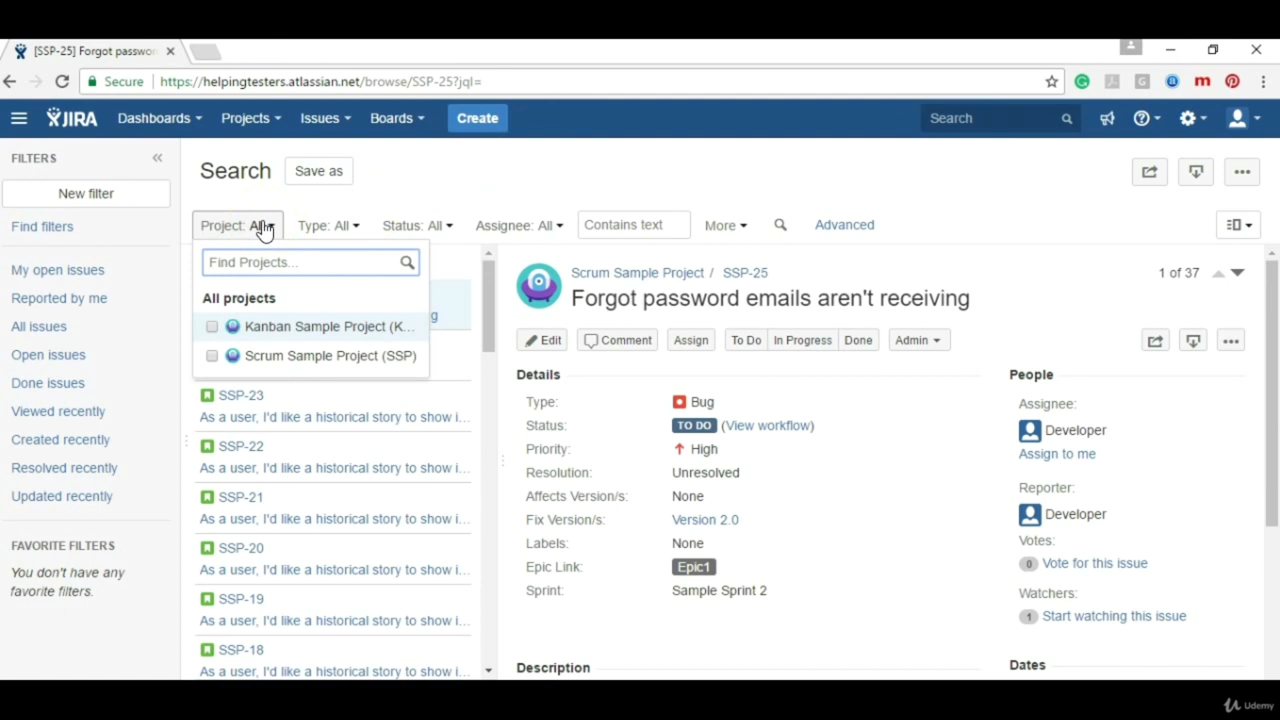 [SSP-25] Forgot passwor
Secure https://helpingtesters.atlassian.net/browse/SSP-25?jql=
JIRA Dashboards Projects Issues Boards Create Search
FILTERS
New filter
Find filters
My open issues
Reported by me
All issues
Open issues
Done issues
Viewed recently
Created recently
Resolved recently
Updated recently
FAVORITE FILTERS
You don't have any
favorite filters.
Search Save as
Project: All Type: All Status: All Assignee: All Contains text More Advanced
Find Projects...
All projects
Kanban Sample Project (K...
Scrum Sample Project (SSP)
g
SSP-23
As a user, I'd like a historical story to show i...
SSP-22
As a user, I'd like a historical story to show i...
SSP-21
As a user, I'd like a historical story to show i...
SSP-20
As a user, I'd like a historical story to show i...
SSP-19
As a user, I'd like a historical story to show i...
SSP-18
As a user, I'd like a historical story to show i...
Scrum Sample Project / SSP-25
1 of 37
Forgot password emails aren't receiving
Edit Comment Assign To Do In Progress Done Admin
Details
Type: Bug
Status: TO DO (View workflow)
Priority: High
Resolution: Unresolved
Affects Version/s: None
Fix Version/s: Version 2.0
Labels: None
Epic Link: Epic1
Sprint: Sample Sprint 2
Description
People
Assignee:
Developer
Assign to me
Reporter:
Developer
Votes:
0 Vote for this issue
Watchers:
1 Start watching this issue
Dates
Udemy